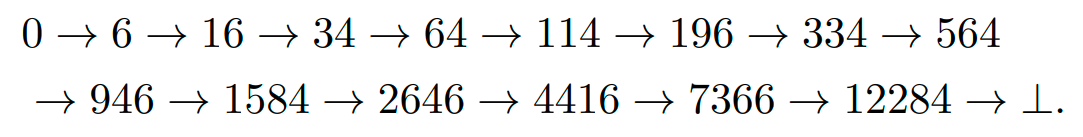 0 → 6 → 16 → 34 → 64 → 114 → 196 → 334 → 564
→ 946 → 1584 → 2646 → 4416 → 7366 → 12284 → ⊥.